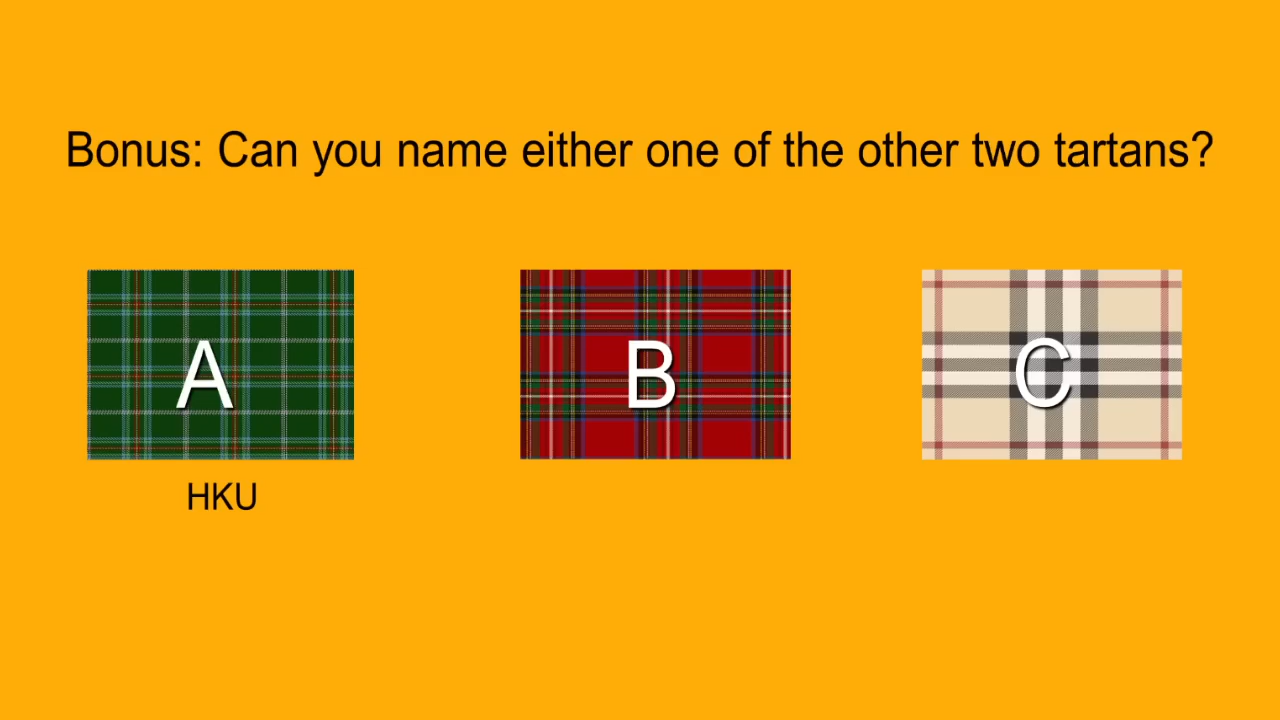 Bonus: Can you name either one of the other two tartans?
A
B
C
HKU